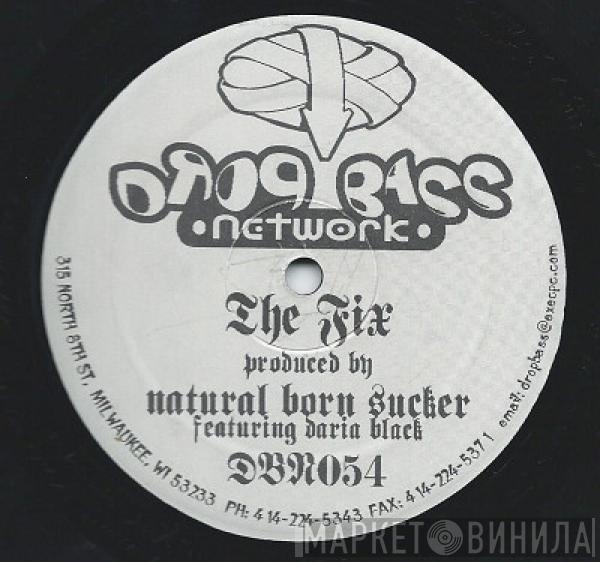 DROP BASS
•network•
The Fix
produced by
natural born sucker
featuring daria black
DBN054
315 NORTH 8TH ST, MILWAUKEE, WI 53233 PH: 414-224-5343 FAX: 414-224-5371 email: dropbass@execpc.com
МАРКЕТ ВИНИЛА